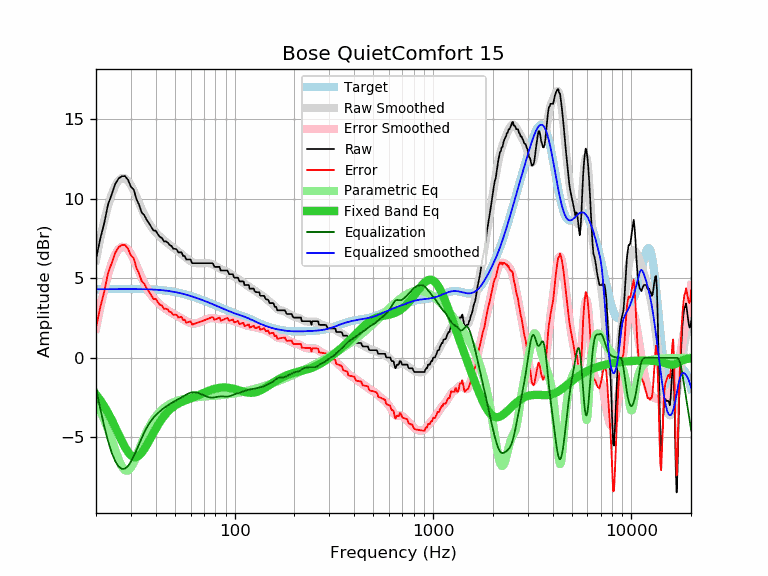 Bose QuietComfort 15
Target
Raw Smoothed
Error Smoothed
Raw
Error
Parametric Eq
Fixed Band Eq
Equalization
Equalized smoothed
15
10
5
0
−5
Amplitude (dBr)
100
1000
10000
Frequency (Hz)